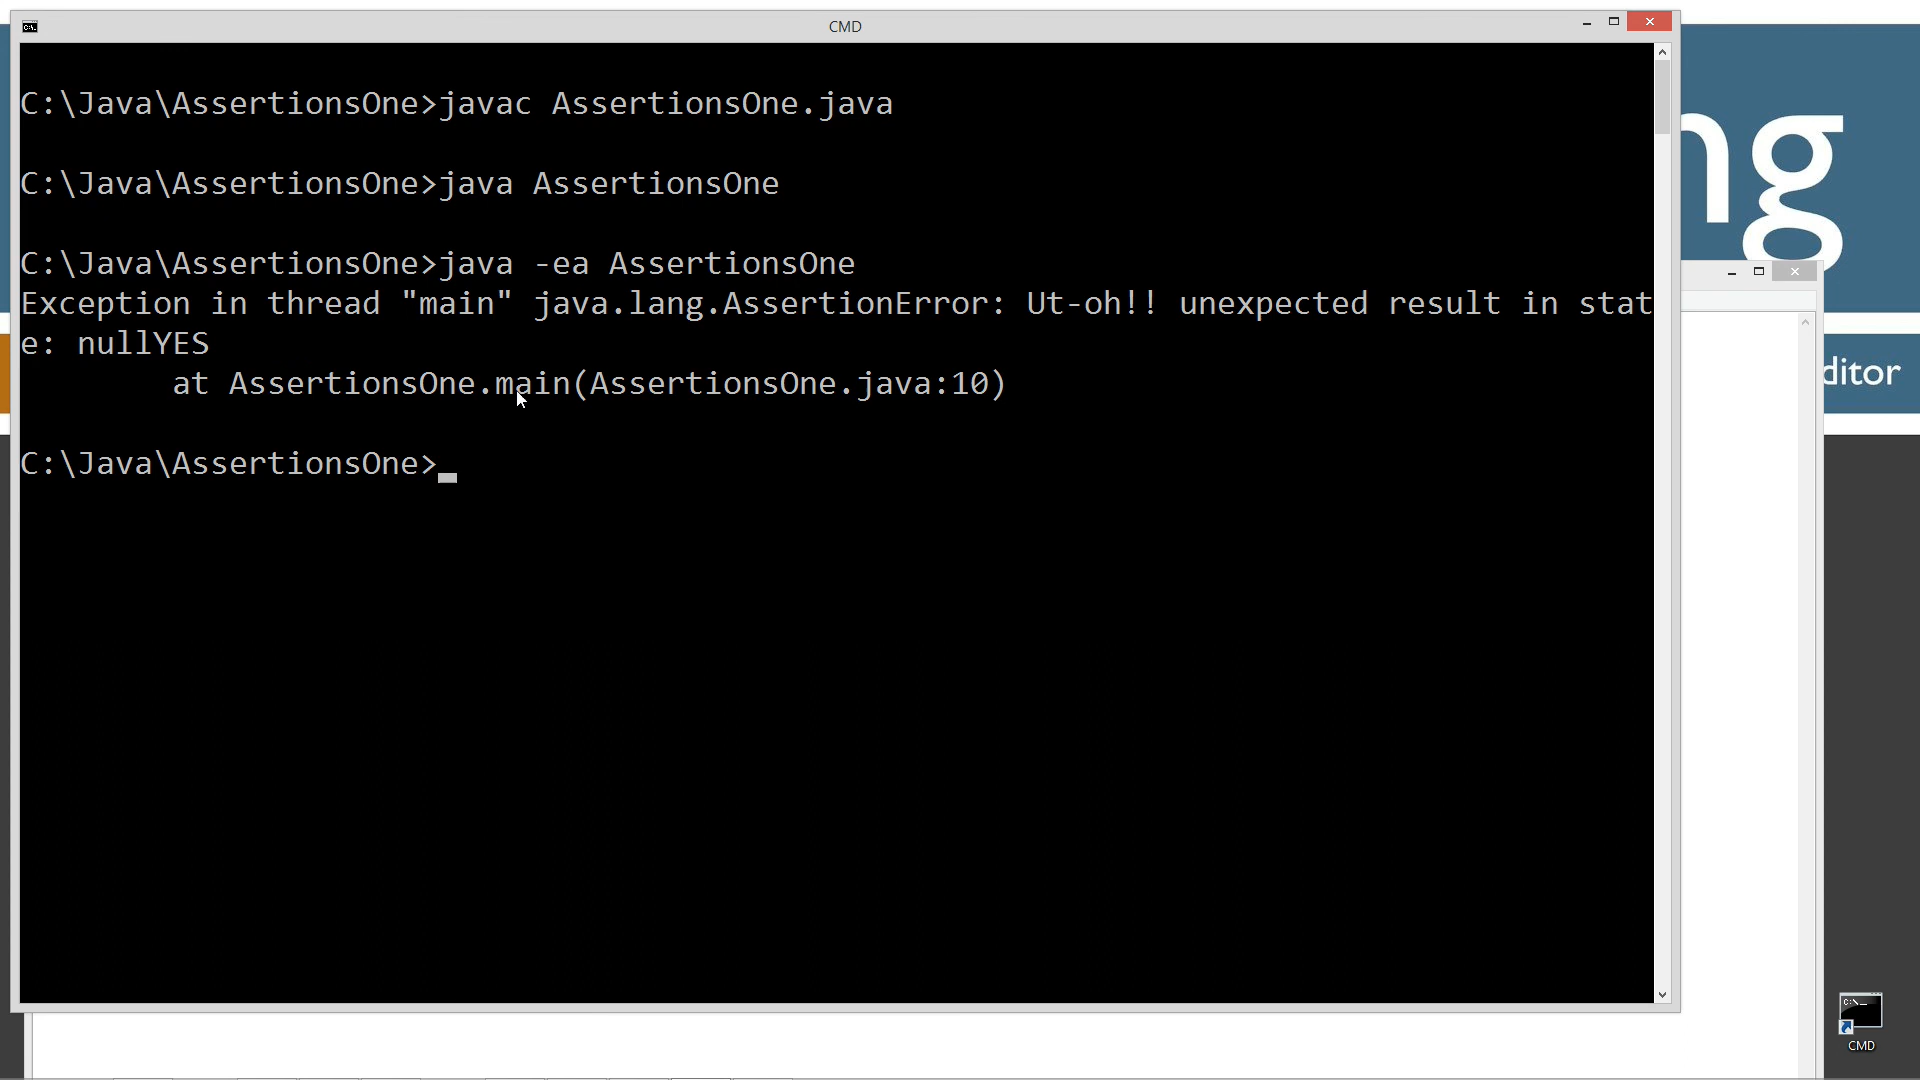 CMD
C:\Java\AssertionsOne>javac AssertionsOne.java
C:\Java\AssertionsOne>java AssertionsOne
C:\Java\AssertionsOne>java -ea AssertionsOne
Exception in thread "main" java.lang.AssertionError: Ut-oh!! unexpected result in stat
e: nullYES
at AssertionsOne.main(AssertionsOne.java:10)
C:\Java\AssertionsOne>
ng
ditor
CMD